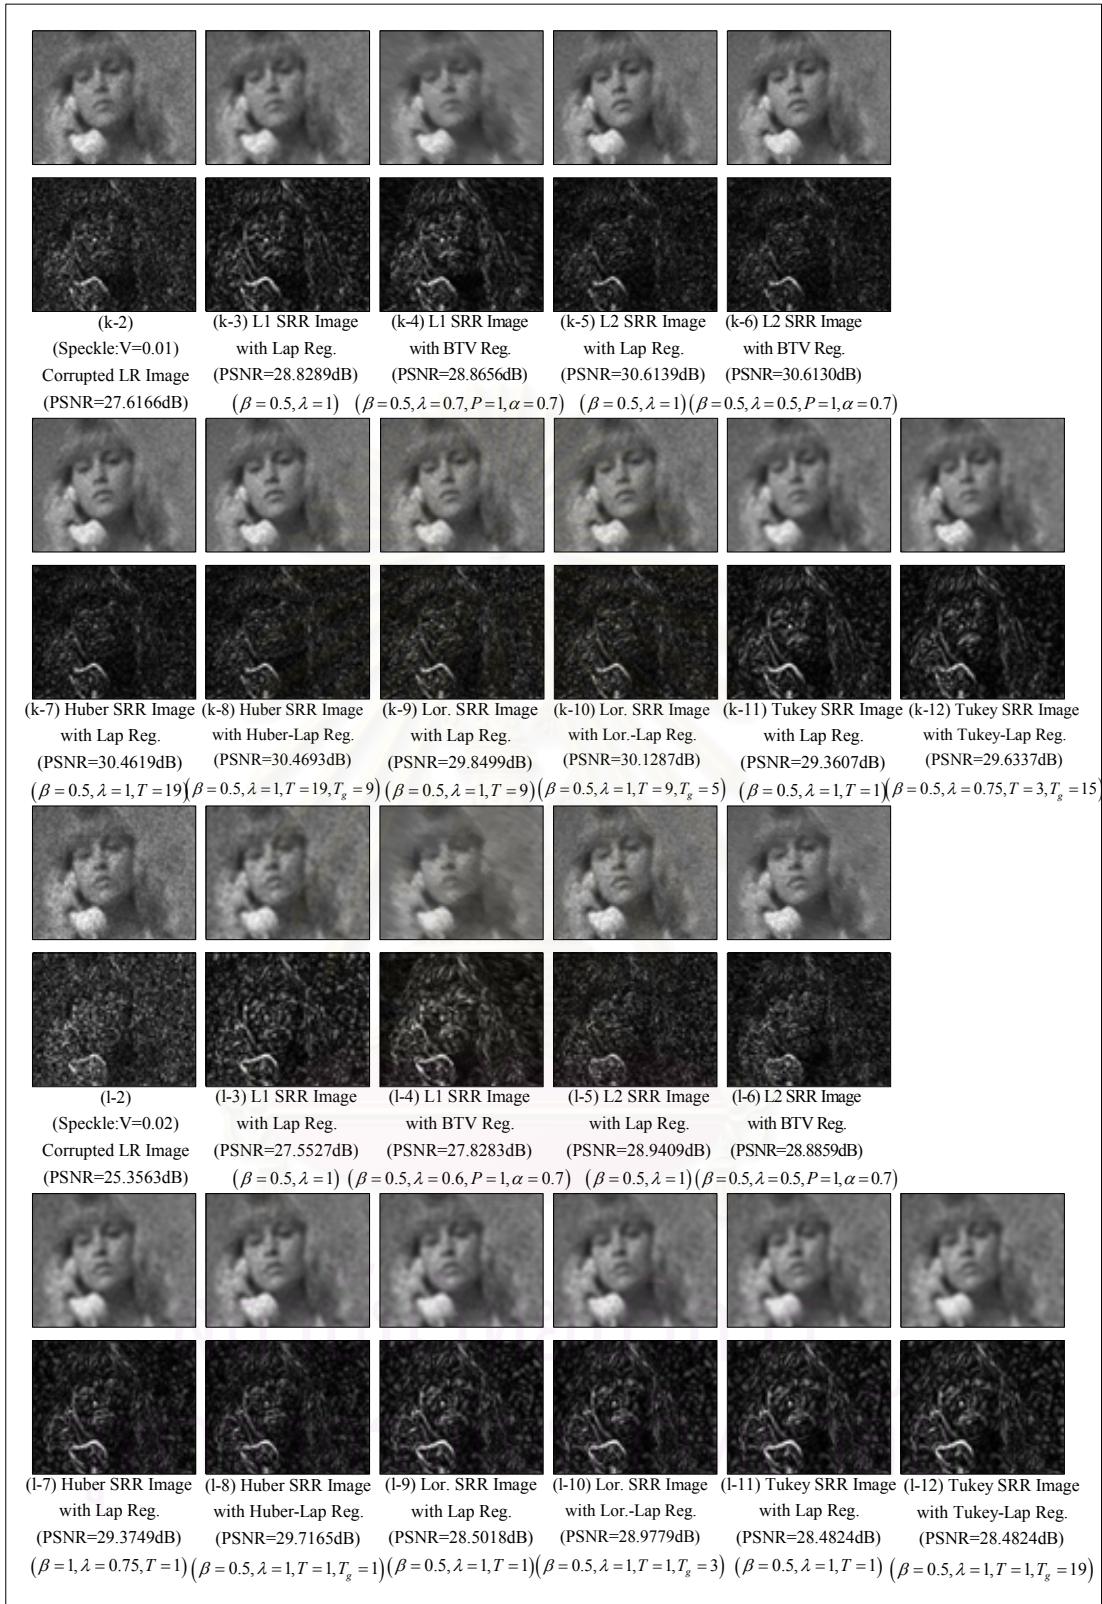 (k-2)
(Speckle:V=0.01)
Corrupted LR Image
(PSNR=27.6166dB)
(k-3) L1 SRR Image
with Lap Reg.
(PSNR=28.8289dB)
(β = 0.5, λ = 1)
(k-4) L1 SRR Image
with BTV Reg.
(PSNR=28.8656dB)
(β = 0.5, λ = 0.7, P = 1, α = 0.7)
(k-5) L2 SRR Image
with Lap Reg.
(PSNR=30.6139dB)
(β = 0.5, λ = 1)
(k-6) L2 SRR Image
with BTV Reg.
(PSNR=30.6130dB)
(β = 0.5, λ = 0.5, P = 1, α = 0.7)
(k-7) Huber SRR Image
with Lap Reg.
(PSNR=30.4619dB)
(β = 0.5, λ = 1, T = 19)
(k-8) Huber SRR Image
with Huber-Lap Reg.
(PSNR=30.4693dB)
(β = 0.5, λ = 1, T = 19, T_g = 9)
(k-9) Lor. SRR Image
with Lap Reg.
(PSNR=29.8499dB)
(β = 0.5, λ = 1, T = 9)
(k-10) Lor. SRR Image
with Lor.-Lap Reg.
(PSNR=30.1287dB)
(β = 0.5, λ = 1, T = 9, T_g = 5)
(k-11) Tukey SRR Image
with Lap Reg.
(PSNR=29.3607dB)
(β = 0.5, λ = 1, T = 1)
(k-12) Tukey SRR Image
with Tukey-Lap Reg.
(PSNR=29.6337dB)
(β = 0.5, λ = 0.75, T = 3, T_g = 15)
(l-2)
(Speckle:V=0.02)
Corrupted LR Image
(PSNR=25.3563dB)
(l-3) L1 SRR Image
with Lap Reg.
(PSNR=27.5527dB)
(β = 0.5, λ = 1)
(l-4) L1 SRR Image
with BTV Reg.
(PSNR=27.8283dB)
(β = 0.5, λ = 0.6, P = 1, α = 0.7)
(l-5) L2 SRR Image
with Lap Reg.
(PSNR=28.9409dB)
(β = 0.5, λ = 1)
(l-6) L2 SRR Image
with BTV Reg.
(PSNR=28.8859dB)
(β = 0.5, λ = 0.5, P = 1, α = 0.7)
(l-7) Huber SRR Image
with Lap Reg.
(PSNR=29.3749dB)
(β = 1, λ = 0.75, T = 1)
(l-8) Huber SRR Image
with Huber-Lap Reg.
(PSNR=29.7165dB)
(β = 0.5, λ = 1, T = 1, T_g = 1)
(l-9) Lor. SRR Image
with Lap Reg.
(PSNR=28.5018dB)
(β = 0.5, λ = 1, T = 1)
(l-10) Lor. SRR Image
with Lor.-Lap Reg.
(PSNR=28.9779dB)
(β = 0.5, λ = 1, T = 1, T_g = 3)
(l-11) Tukey SRR Image
with Lap Reg.
(PSNR=28.4824dB)
(β = 0.5, λ = 1, T = 1)
(l-12) Tukey SRR Image
with Tukey-Lap Reg.
(PSNR=28.4824dB)
(β = 0.5, λ = 1, T = 1, T_g = 19)